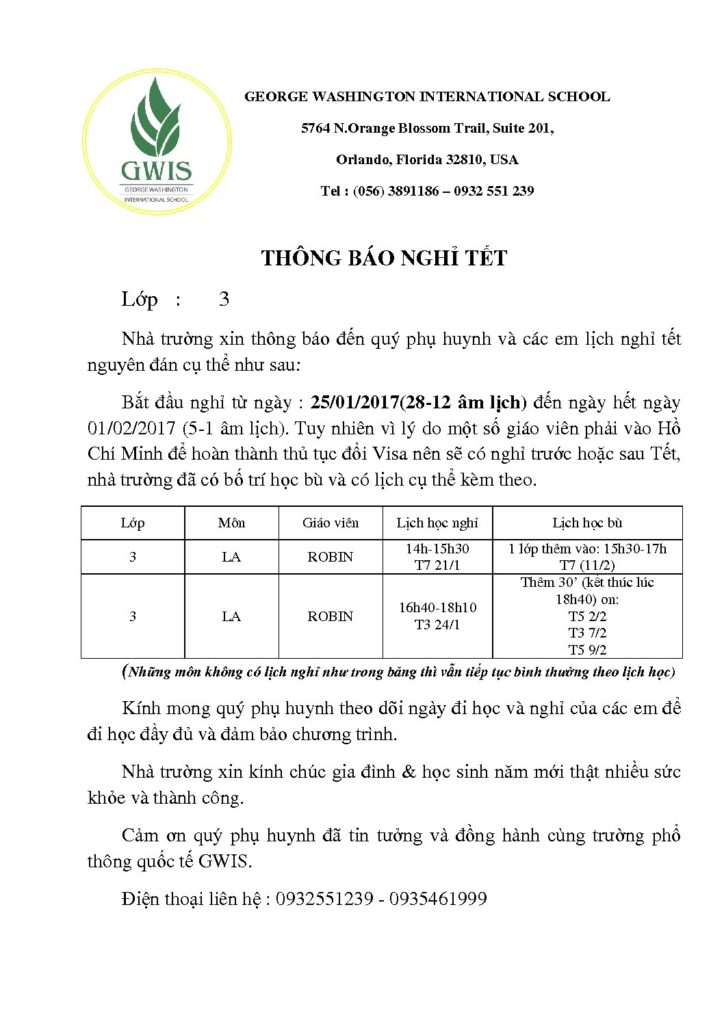 GWIS
GEORGE WASHINGTON
INTERNATIONAL SCHOOL
GEORGE WASHINGTON INTERNATIONAL SCHOOL
5764 N.Orange Blossom Trail, Suite 201,
Orlando, Florida 32810, USA
Tel : (056) 3891186 – 0932 551 239
THÔNG BÁO NGHỈ TẾT
Lớp : 3
Nhà trường xin thông báo đến quý phụ huynh và các em lịch nghỉ tết
nguyên đán cụ thể như sau:
Bắt đầu nghỉ từ ngày : 25/01/2017(28-12 âm lịch) đến ngày hết ngày
01/02/2017 (5-1 âm lịch). Tuy nhiên vì lý do một số giáo viên phải vào Hồ
Chí Minh để hoàn thành thủ tục đổi Visa nên sẽ có nghỉ trước hoặc sau Tết,
nhà trường đã có bố trí học bù và có lịch cụ thể kèm theo.
Lớp Môn Giáo viên Lịch học nghỉ Lịch học bù
3 LA ROBIN 14h-15h30 T7 21/1 1 lớp thêm vào: 15h30-17h T7 (11/2)
3 LA ROBIN 16h40-18h10 T3 24/1 Thêm 30’ (kết thúc lúc 18h40) on: T5 2/2 T3 7/2 T5 9/2
(Những môn không có lịch nghỉ như trong bảng thì vẫn tiếp tục bình thường theo lịch học)
Kính mong quý phụ huynh theo dõi ngày đi học và nghỉ của các em để
đi học đầy đủ và đảm bảo chương trình.
Nhà trường xin kính chúc gia đình & học sinh năm mới thật nhiều sức
khỏe và thành công.
Cảm ơn quý phụ huynh đã tin tưởng và đồng hành cùng trường phổ
thông quốc tế GWIS.
Điện thoại liên hệ : 0932551239 - 0935461999